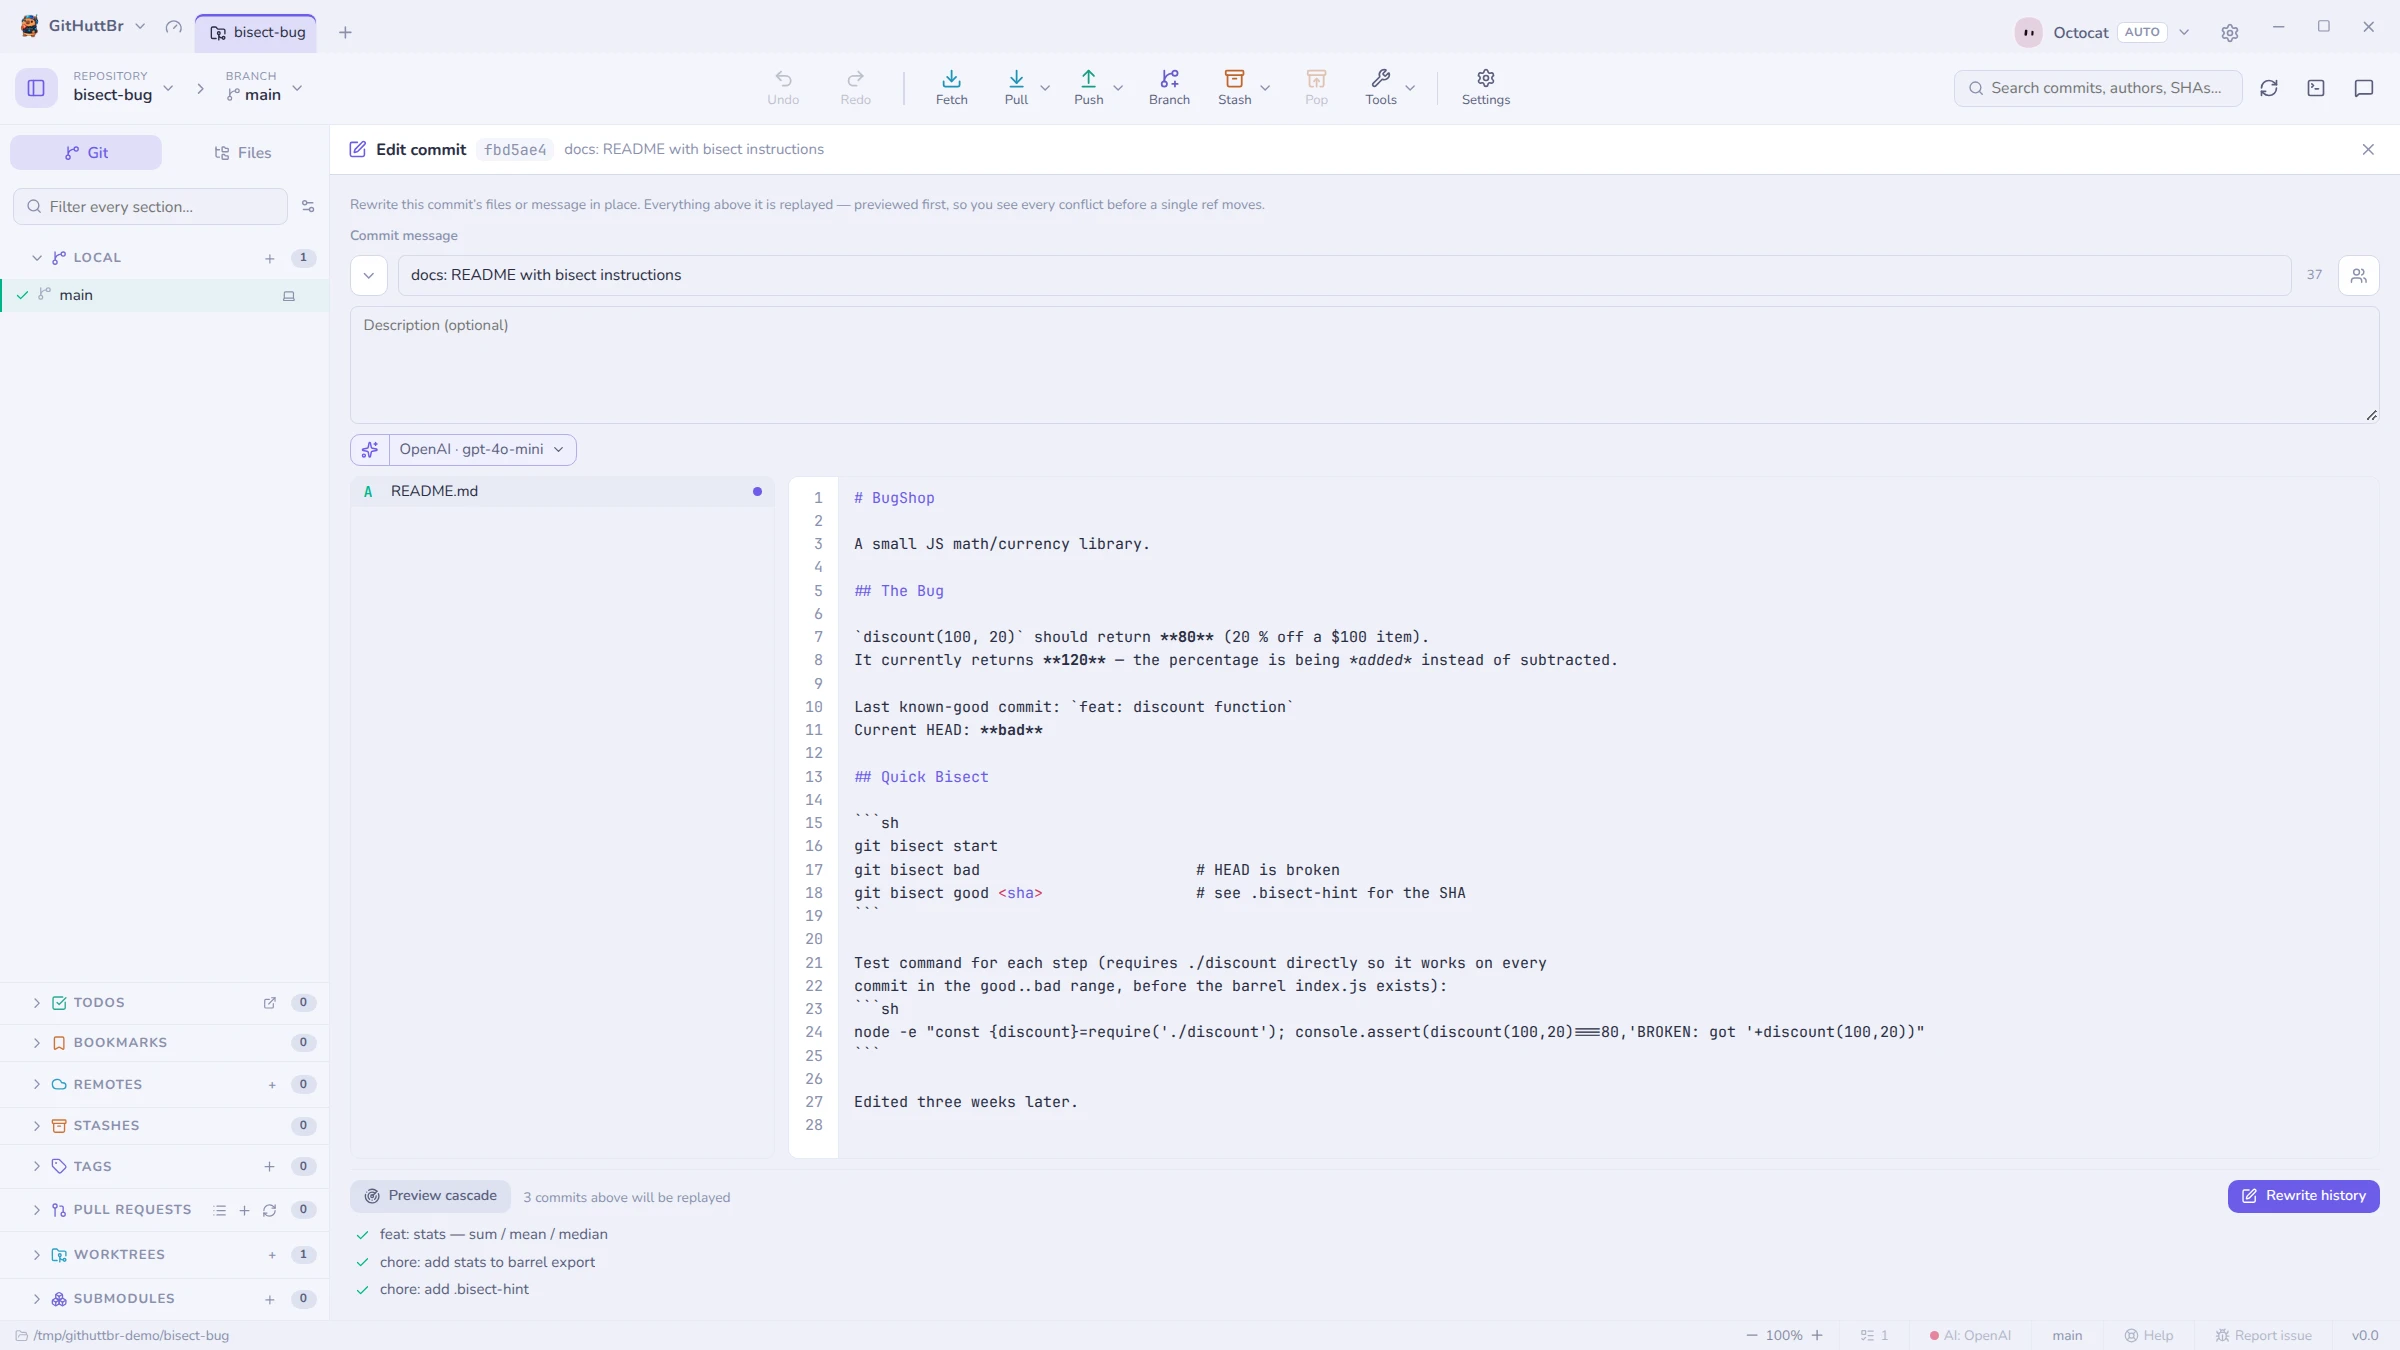 GitHuttBr
bisect-bug
Octocat
AUTO
REPOSITORY
bisect-bug
BRANCH
main
Undo
Redo
Fetch
Pull
Push
Branch
Stash
Pop
Tools
Settings
Search commits, authors, SHAs...
Git
Files
Filter every section...
LOCAL
1
main
TODOS
0
BOOKMARKS
0
REMOTES
0
STASHES
0
TAGS
0
PULL REQUESTS
0
WORKTREES
1
SUBMODULES
0
Edit commit fbd5ae4 docs: README with bisect instructions
Rewrite this commit's files or message in place. Everything above it is replayed — previewed first, so you see every conflict before a single ref moves.
Commit message
docs: README with bisect instructions
37
Description (optional)
OpenAI · gpt-4o-mini
A README.md
1 # BugShop
2
3 A small JS math/currency library.
4
5 ## The Bug
6
7 `discount(100, 20)` should return **80** (20 % off a $100 item).
8 It currently returns **120** — the percentage is being *added* instead of subtracted.
9
10 Last known-good commit: `feat: discount function`
11 Current HEAD: **bad**
12
13 ## Quick Bisect
14
15 ```sh
16 git bisect start
17 git bisect bad                        # HEAD is broken
18 git bisect good <sha>                 # see .bisect-hint for the SHA
19 ```
20
21 Test command for each step (requires ./discount directly so it works on every
22 commit in the good..bad range, before the barrel index.js exists):
23 ```sh
24 node -e "const {discount}=require('./discount'); console.assert(discount(100,20)===80,'BROKEN: got '+discount(100,20))"
25 ```
26
27 Edited three weeks later.
28
Preview cascade
3 commits above will be replayed
Rewrite history
feat: stats — sum / mean / median
chore: add stats to barrel export
chore: add .bisect-hint
/tmp/githuttbr-demo/bisect-bug
100%
1
AI: OpenAI
main
Help
Report issue
v0.0